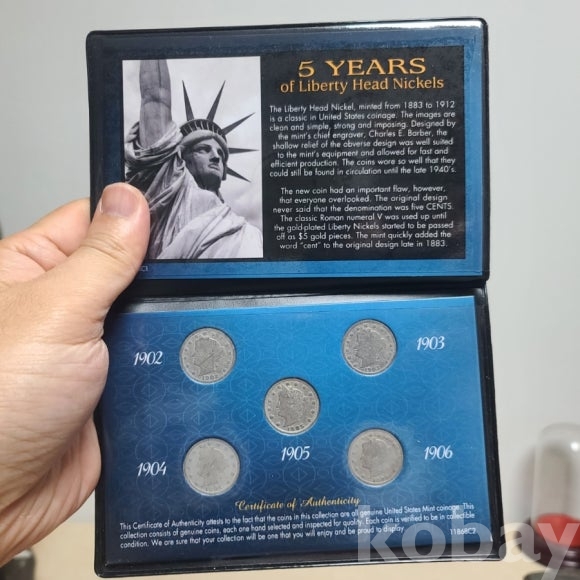 5 YEARS
of Liberty Head Nickels
The Liberty Head Nickel, minted from 1883 to 1912
is a classic in United States coinage. The images are
clean and simple, strong and imposing. Designed by
the mint's chief engraver, Charles E. Barber, the
shallow relief of the obverse design was well suited
to the mint's equipment and allowed for fast and
efficient production. The coins wore so well that they
could still be found in circulation until the late 1940's.
The new coin had an important flaw, however,
that everyone overlooked. The original design
never said that the denomination was five CENTS.
The classic Roman numeral V was used up until
the gold-plated Liberty Nickels started to be passed
off as $5 gold pieces. The mint quickly added the
word "cent" to the original design late in 1883.
1902
1903
1904
1905
1906
Certificate of Authenticity
This Certificate of Authenticity attests to the fact that the coins in this collection are all genuine United States Mint coinage. This
collection consists of genuine coins, each one hand selected and inspected for quality. Each coin is verified to be in collectible
condition. We are sure that your collection will be one that you will enjoy and be proud to display
11868C2
kobay